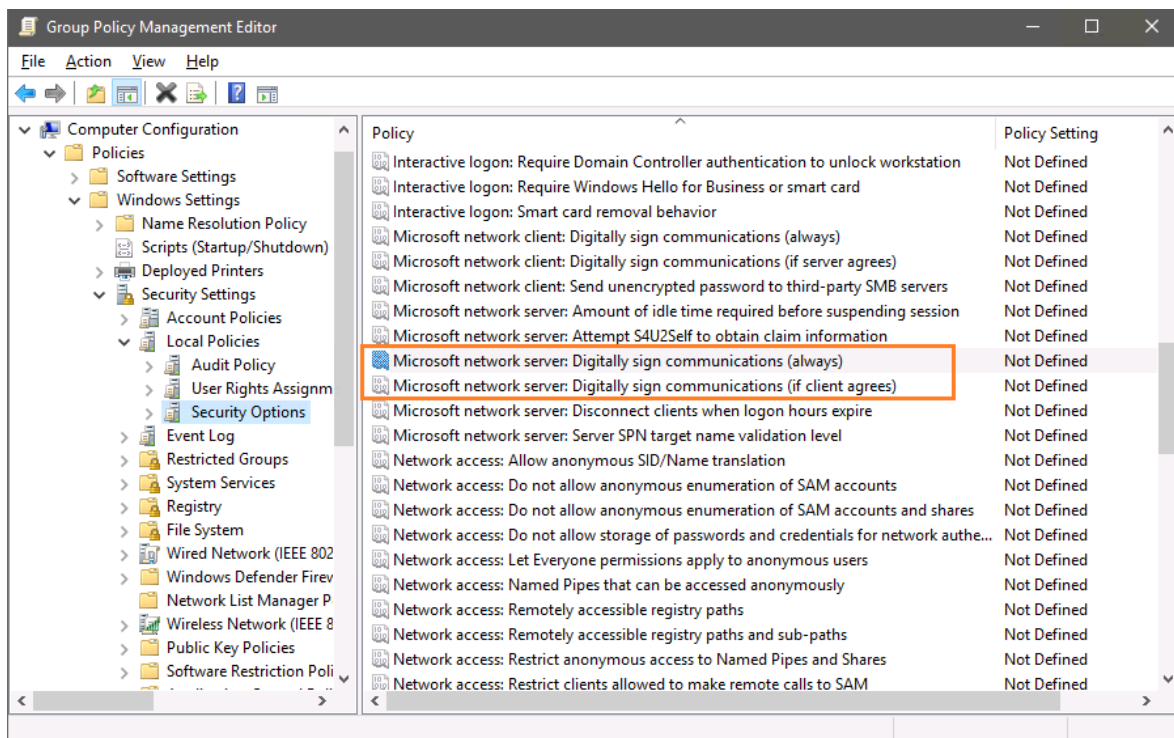 Group Policy Management Editor
File Action View Help
Computer Configuration
Policies
Software Settings
Windows Settings
Name Resolution Policy
Scripts (Startup/Shutdown)
Deployed Printers
Security Settings
Account Policies
Local Policies
Audit Policy
User Rights Assignm
Security Options
Event Log
Restricted Groups
System Services
Registry
File System
Wired Network (IEEE 802
Windows Defender Firew
Network List Manager P
Wireless Network (IEEE 8
Public Key Policies
Software Restriction Poli
Policy Policy Setting
Interactive logon: Require Domain Controller authentication to unlock workstation Not Defined
Interactive logon: Require Windows Hello for Business or smart card Not Defined
Interactive logon: Smart card removal behavior Not Defined
Microsoft network client: Digitally sign communications (always) Not Defined
Microsoft network client: Digitally sign communications (if server agrees) Not Defined
Microsoft network client: Send unencrypted password to third-party SMB servers Not Defined
Microsoft network server: Amount of idle time required before suspending session Not Defined
Microsoft network server: Attempt S4U2Self to obtain claim information Not Defined
Microsoft network server: Digitally sign communications (always) Not Defined
Microsoft network server: Digitally sign communications (if client agrees) Not Defined
Microsoft network server: Disconnect clients when logon hours expire Not Defined
Microsoft network server: Server SPN target name validation level Not Defined
Network access: Allow anonymous SID/Name translation Not Defined
Network access: Do not allow anonymous enumeration of SAM accounts Not Defined
Network access: Do not allow anonymous enumeration of SAM accounts and shares Not Defined
Network access: Do not allow storage of passwords and credentials for network authe... Not Defined
Network access: Let Everyone permissions apply to anonymous users Not Defined
Network access: Named Pipes that can be accessed anonymously Not Defined
Network access: Remotely accessible registry paths Not Defined
Network access: Remotely accessible registry paths and sub-paths Not Defined
Network access: Restrict anonymous access to Named Pipes and Shares Not Defined
Network access: Restrict clients allowed to make remote calls to SAM Not Defined